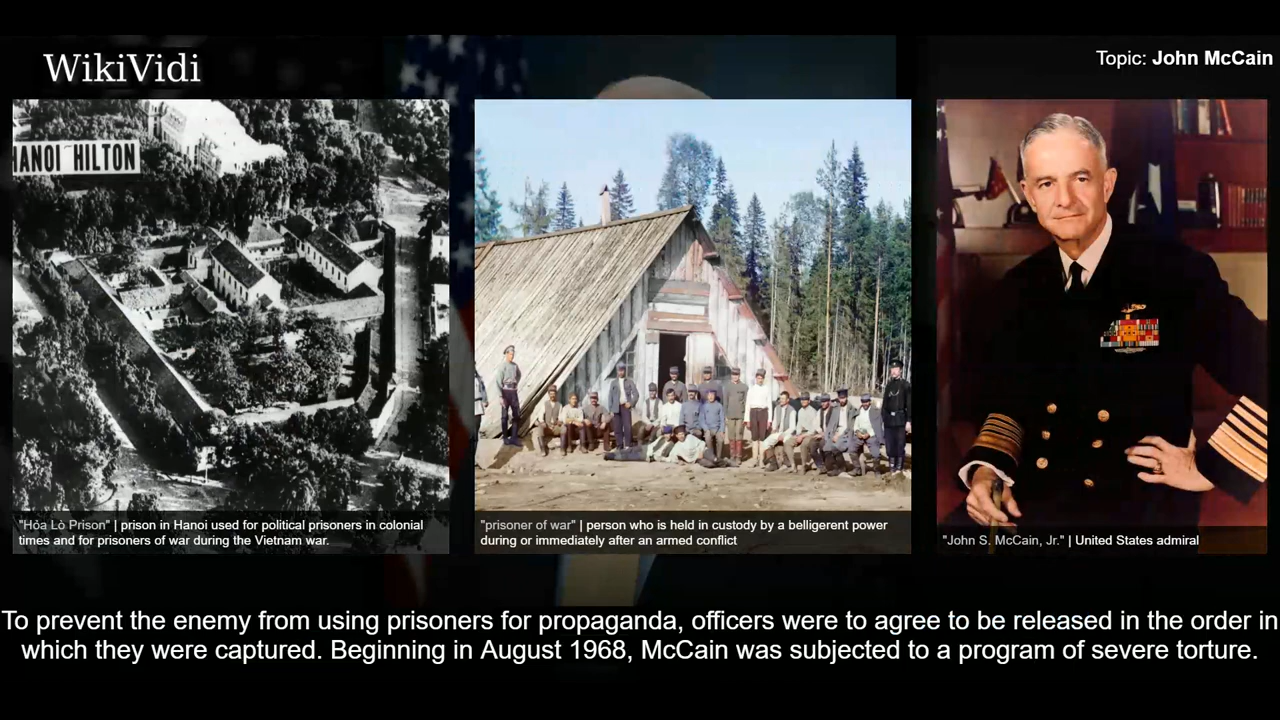 WikiVidi
Topic: John McCain
HANOI HILTON
"Hỏa Lò Prison" | prison in Hanoi used for political prisoners in colonial
times and for prisoners of war during the Vietnam war.
"prisoner of war" | person who is held in custody by a belligerent power
during or immediately after an armed conflict
"John S. McCain, Jr." | United States admiral
To prevent the enemy from using prisoners for propaganda, officers were to agree to be released in the order in
which they were captured. Beginning in August 1968, McCain was subjected to a program of severe torture.